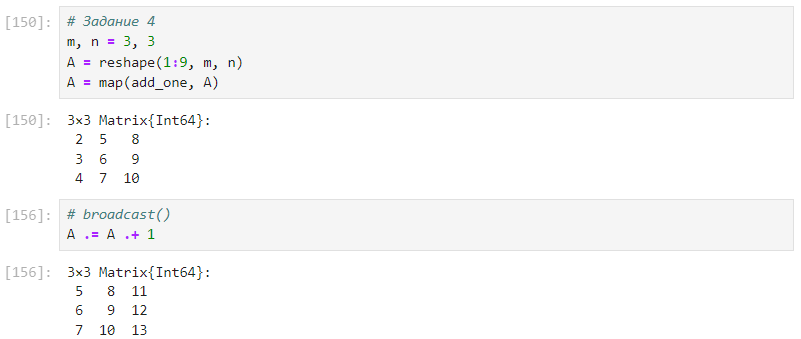 [150]: # Задание 4
m, n = 3, 3
A = reshape(1:9, m, n)
A = map(add_one, A)
[150]: 3×3 Matrix{Int64}:
2 5 8
3 6 9
4 7 10
[156]: # broadcast()
A .= A .+ 1
[156]: 3×3 Matrix{Int64}:
5 8 11
6 9 12
7 10 13